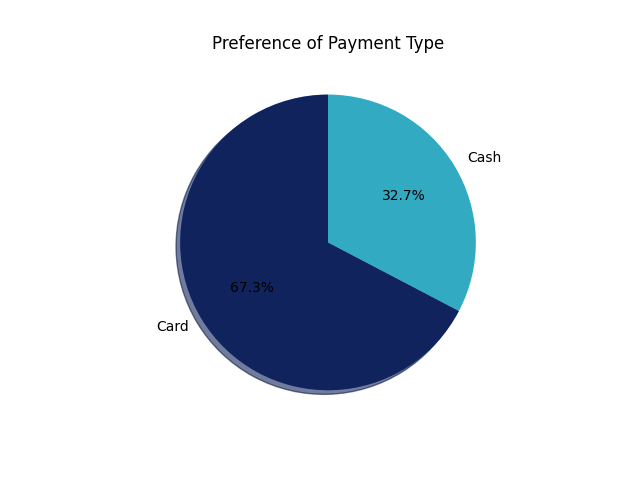 Preference of Payment Type
Cash
32.7%
67.3%
Card